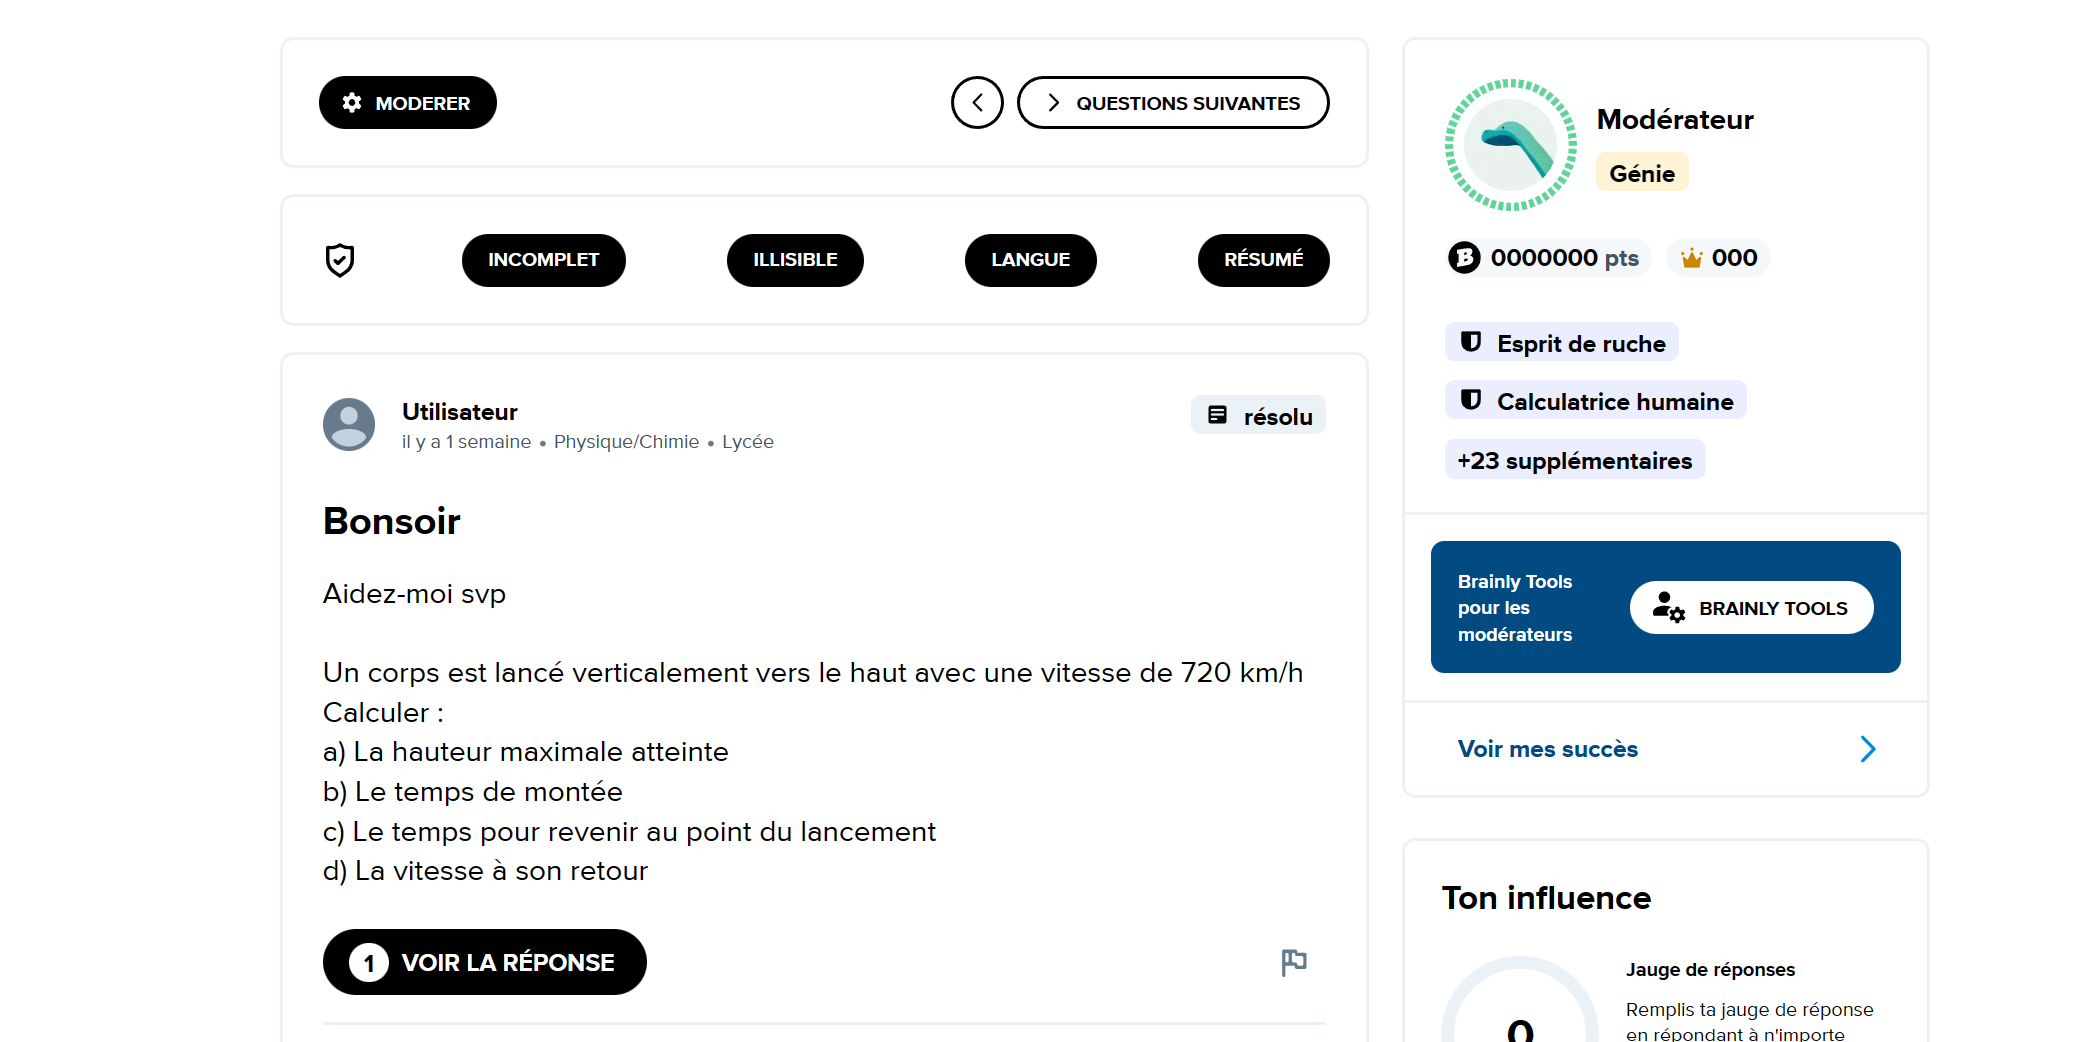 MODERER
QUESTIONS SUIVANTES
INCOMPLET
ILLISIBLE
LANGUE
RÉSUMÉ
Utilisateur
il y a 1 semaine • Physique/Chimie • Lycée
résolu
Bonsoir
Aidez-moi svp
Un corps est lancé verticalement vers le haut avec une vitesse de 720 km/h
Calculer :
a) La hauteur maximale atteinte
b) Le temps de montée
c) Le temps pour revenir au point du lancement
d) La vitesse à son retour
1 VOIR LA RÉPONSE
Modérateur
Génie
B 0000000 pts
000
Esprit de ruche
Calculatrice humaine
+23 supplémentaires
Brainly Tools
pour les
modérateurs
BRAINLY TOOLS
Voir mes succès
Ton influence
0
Jauge de réponses
Remplis ta jauge de réponse
en répondant à n'importe